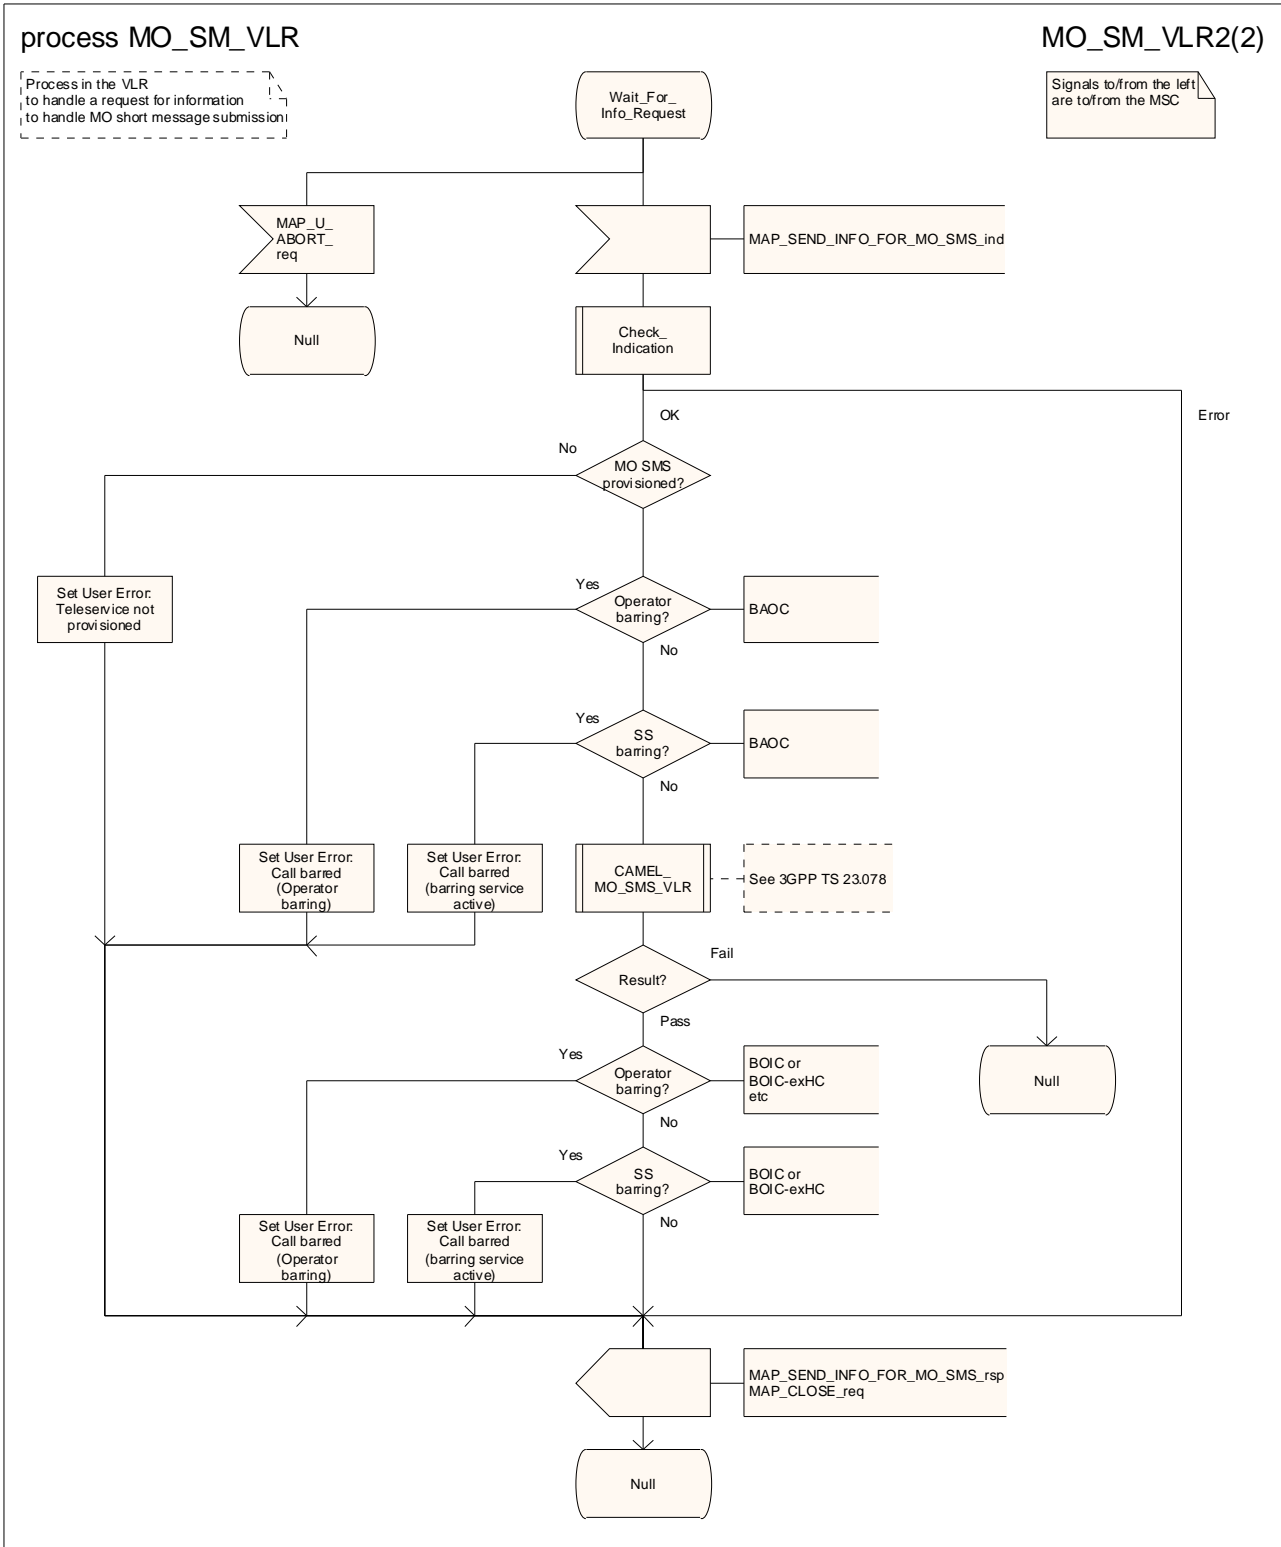 process MO_SM_VLR
MO_SM_VLR2(2)
Process in the VLR
to handle a request for information
to handle MO short message submission
Wait_For_
Info_Request
Signals to/from the left
are to/from the MSC
MAP_U_
ABORT_
req
MAP_SEND_INFO_FOR_MO_SMS_ind
Null
Check_
Indication
OK
Error
No
MO SMS
provisioned?
Set User Error:
Teleservice not
provisioned
Yes
Operator
barring?
BAOC
No
Yes
SS
barring?
BAOC
No
Set User Error:
Call barred
(Operator
barring)
Set User Error:
Call barred
(barring service
active)
CAMEL_
MO_SMS_VLR
See 3GPP TS 23.078
Fail
Result?
Pass
Yes
Operator
barring?
BOIC or
BOIC-exHC
etc
Null
No
Yes
SS
barring?
BOIC or
BOIC-exHC
No
Set User Error:
Call barred
(Operator
barring)
Set User Error:
Call barred
(barring service
active)
MAP_SEND_INFO_FOR_MO_SMS_rsp
MAP_CLOSE_req
Null